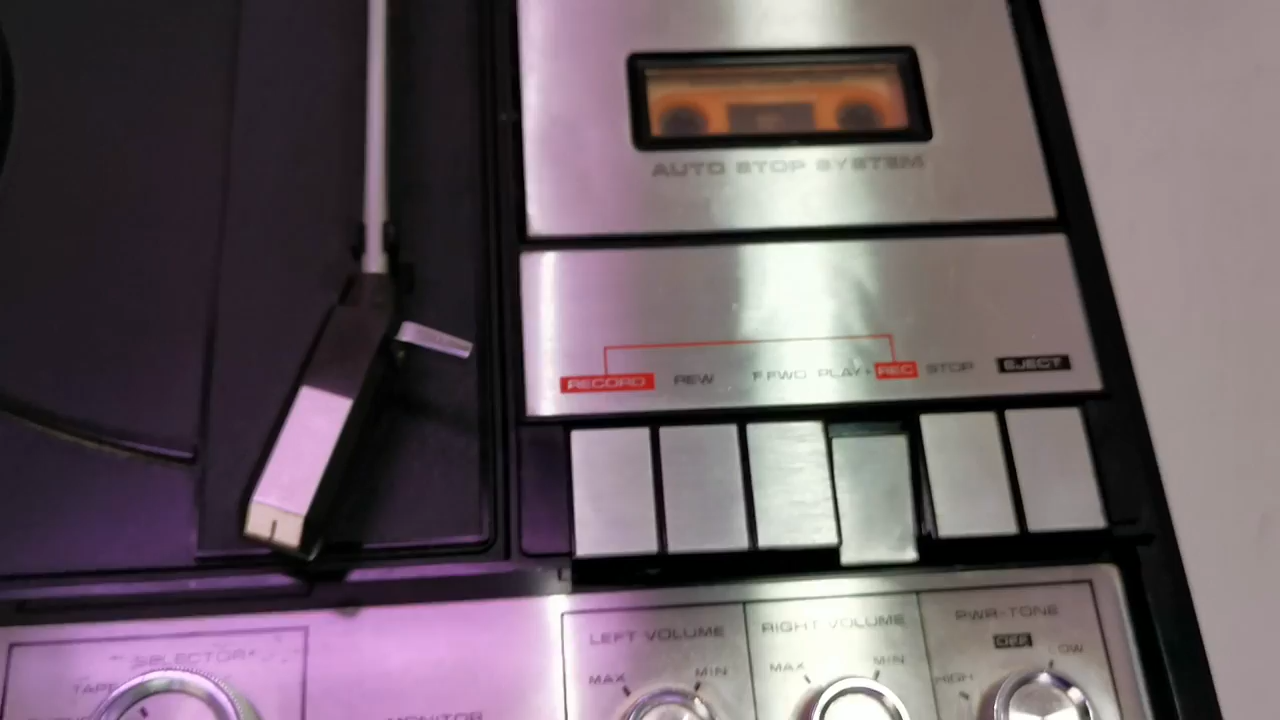 AUTO STOP SYSTEM
RECORD REW F.FWD PLAY+ REC STOP EJECT
LEFT VOLUME RIGHT VOLUME PWR-TONE
OFF
MAX MIN MAX MIN HIGH LOW
SELECTOR
TAPE
MONITOR